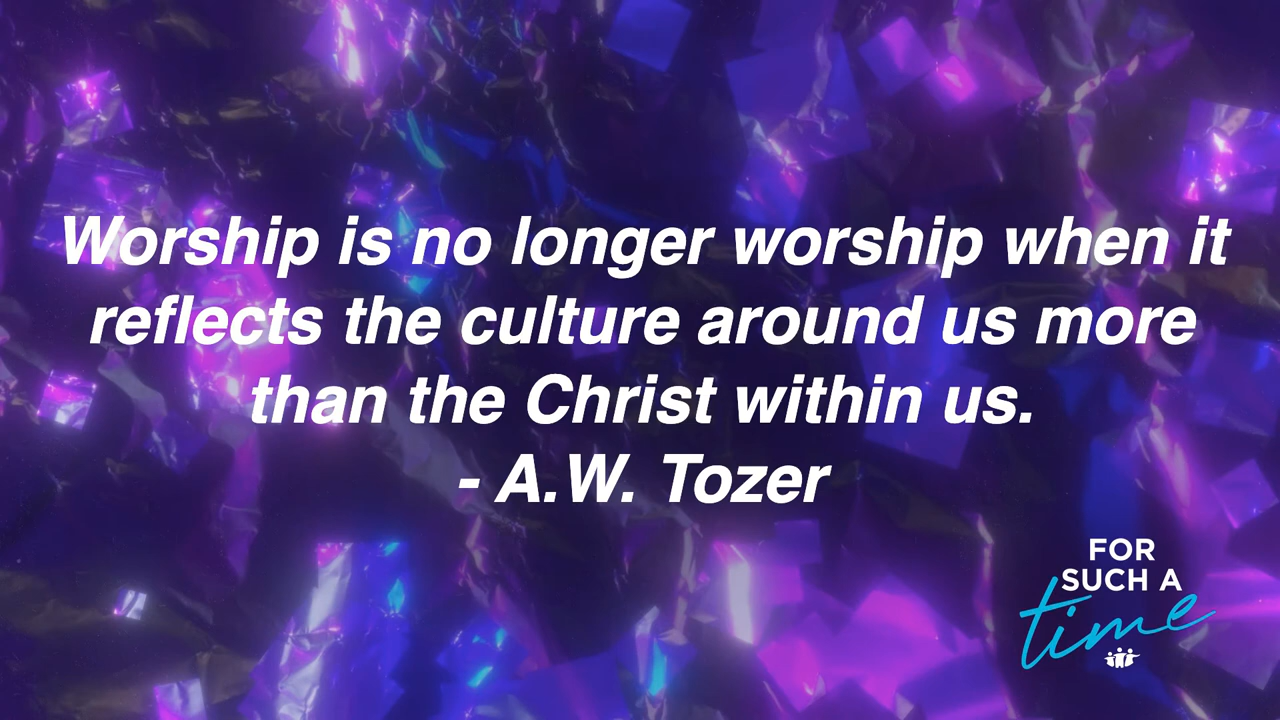 Worship is no longer worship when it
reflects the culture around us more
than the Christ within us.
- A.W. Tozer
FOR
SUCH A
time